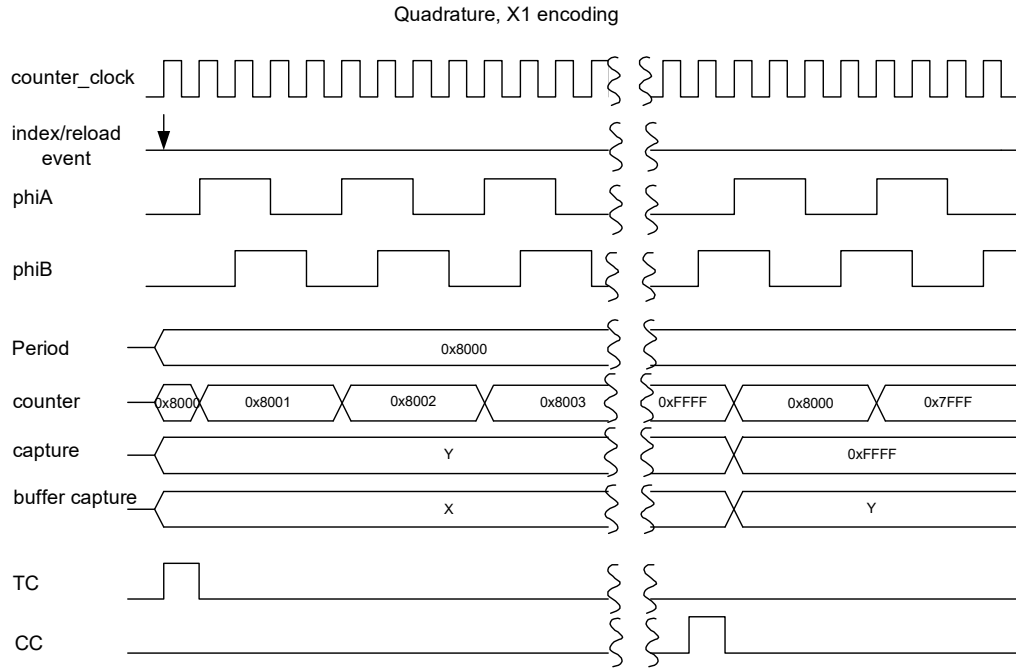 Quadrature, X1 encoding
counter_clock
index/reload
event
phiA
phiB
Period
0x8000
counter
0x8000
0x8001
0x8002
0x8003
0xFFFF
0x8000
0x7FFF
capture
Y
0xFFFF
buffer capture
X
Y
TC
CC